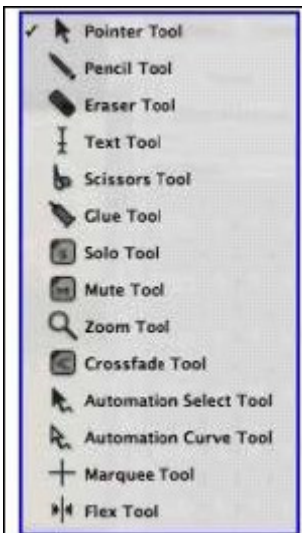 Pointer Tool
Pencil Tool
Eraser Tool
Text Tool
Scissors Tool
Glue Tool
Solo Tool
Mute Tool
Zoom Tool
Crossfade Tool
Automation Select Tool
Automation Curve Tool
Marquee Tool
Flex Tool